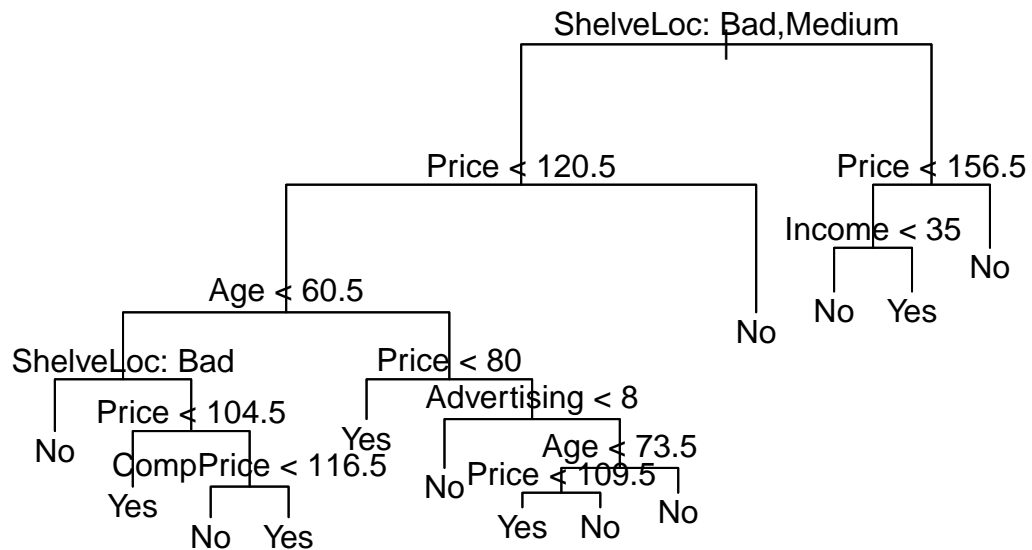 ShelveLoc: Bad,Medium
Price < 120.5
Price < 156.5
Income < 35
No
Age < 60.5
No
Yes
No
ShelveLoc: Bad
Price < 80
Advertising < 8
Price < 104.5
Yes
No
Age < 73.5
CompPrice < 116.5
Price < 109.5
No
Yes
No
Yes
No
Yes
No